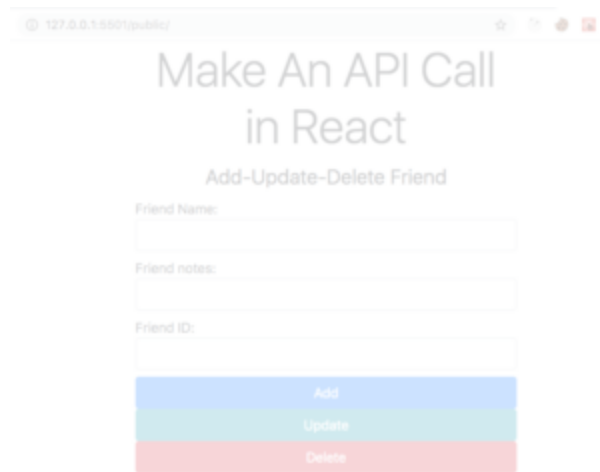 127.0.0.1:5501/public/
Make An API Call
in React
Add-Update-Delete Friend
Friend Name:
Friend notes:
Friend ID:
Add
Update
Delete